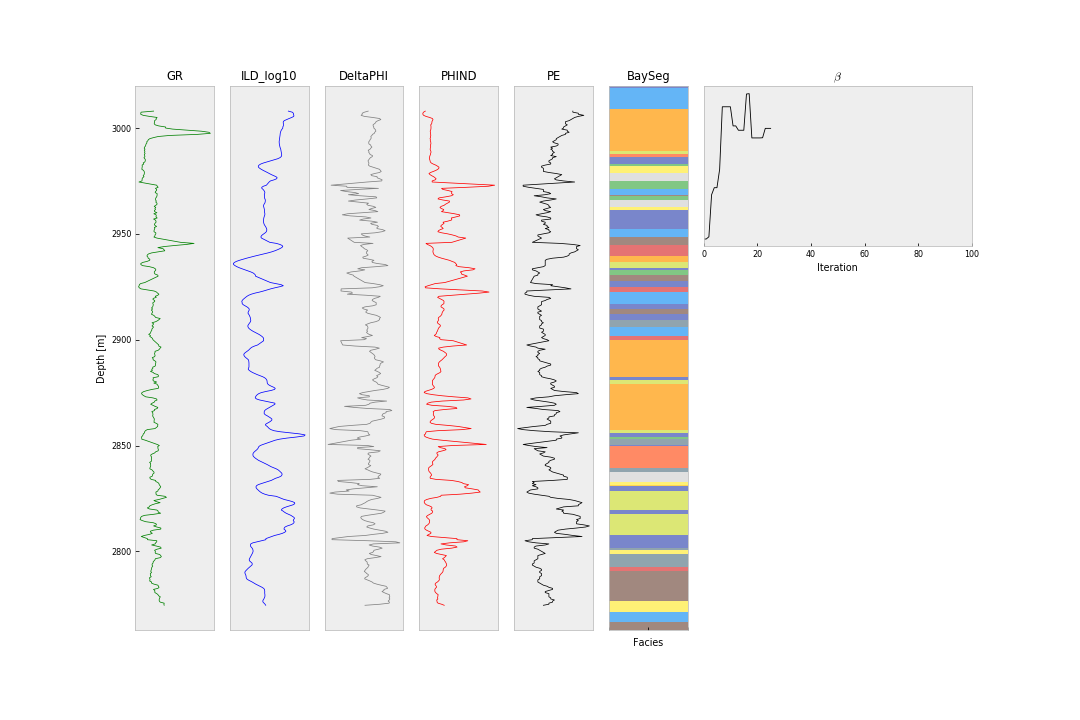 GR ILD_log10 DeltaPHI PHIND PE BaySeg β
3000
2950
2900
2850
2800
Depth [m]
0 20 40 60 80 100
Iteration
Facies